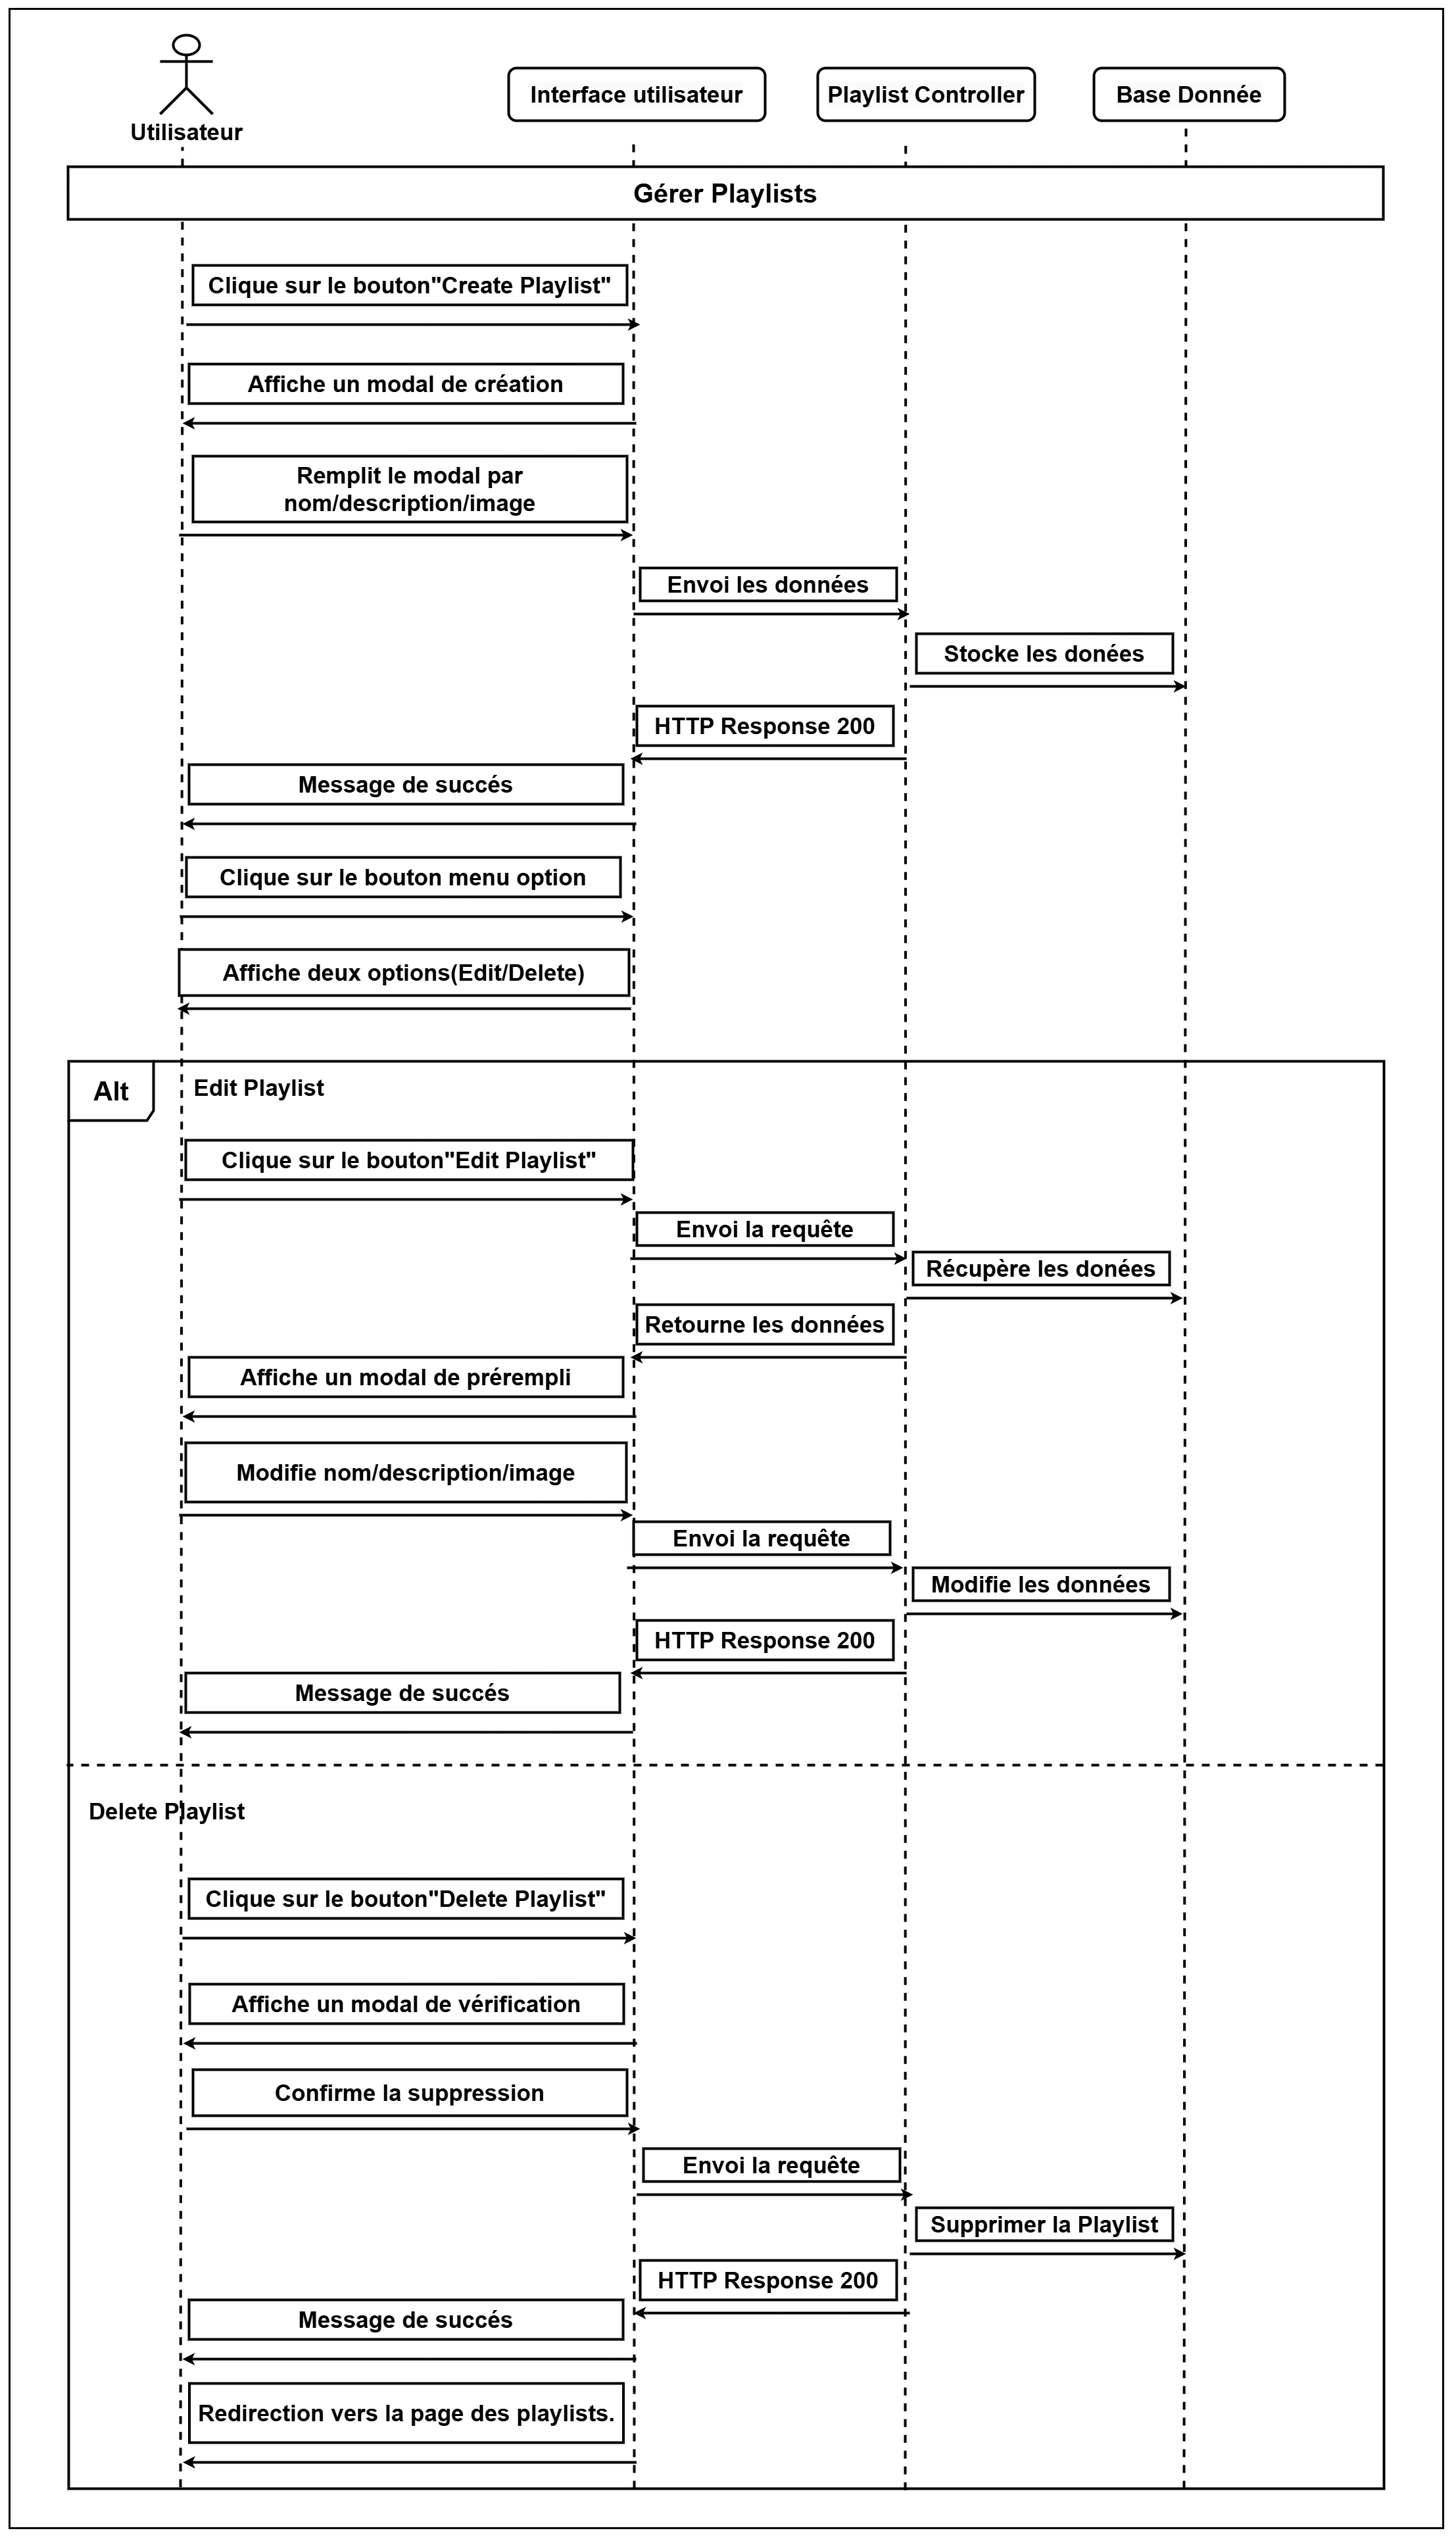 Utilisateur
Interface utilisateur
Playlist Controller
Base Donnée
Gérer Playlists
Clique sur le bouton"Create Playlist"
Affiche un modal de création
Remplit le modal par
nom/description/image
Envoi les données
Stocke les donées
HTTP Response 200
Message de succés
Clique sur le bouton menu option
Affiche deux options(Edit/Delete)
Alt
Edit Playlist
Clique sur le bouton"Edit Playlist"
Envoi la requête
Récupère les donées
Retourne les données
Affiche un modal de prérempli
Modifie nom/description/image
Envoi la requête
Modifie les données
HTTP Response 200
Message de succés
Delete Playlist
Clique sur le bouton"Delete Playlist"
Affiche un modal de vérification
Confirme la suppression
Envoi la requête
Supprimer la Playlist
HTTP Response 200
Message de succés
Redirection vers la page des playlists.